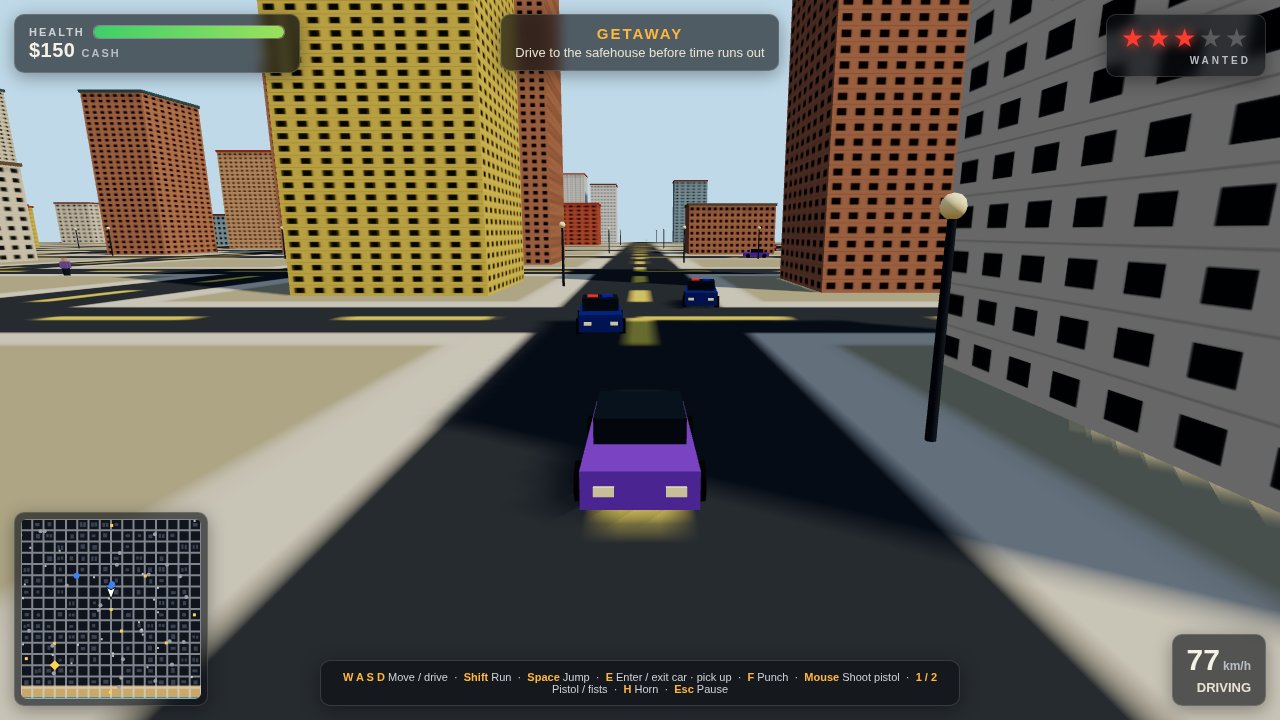 HEALTH
$150 CASH
GETAWAY
Drive to the safehouse before time runs out
★★★★★
WANTED
W A S D Move / drive · Shift Run · Space Jump · E Enter / exit car · pick up · F Punch · Mouse Shoot pistol · 1 / 2
Pistol / fists · H Horn · Esc Pause
77 km/h
DRIVING